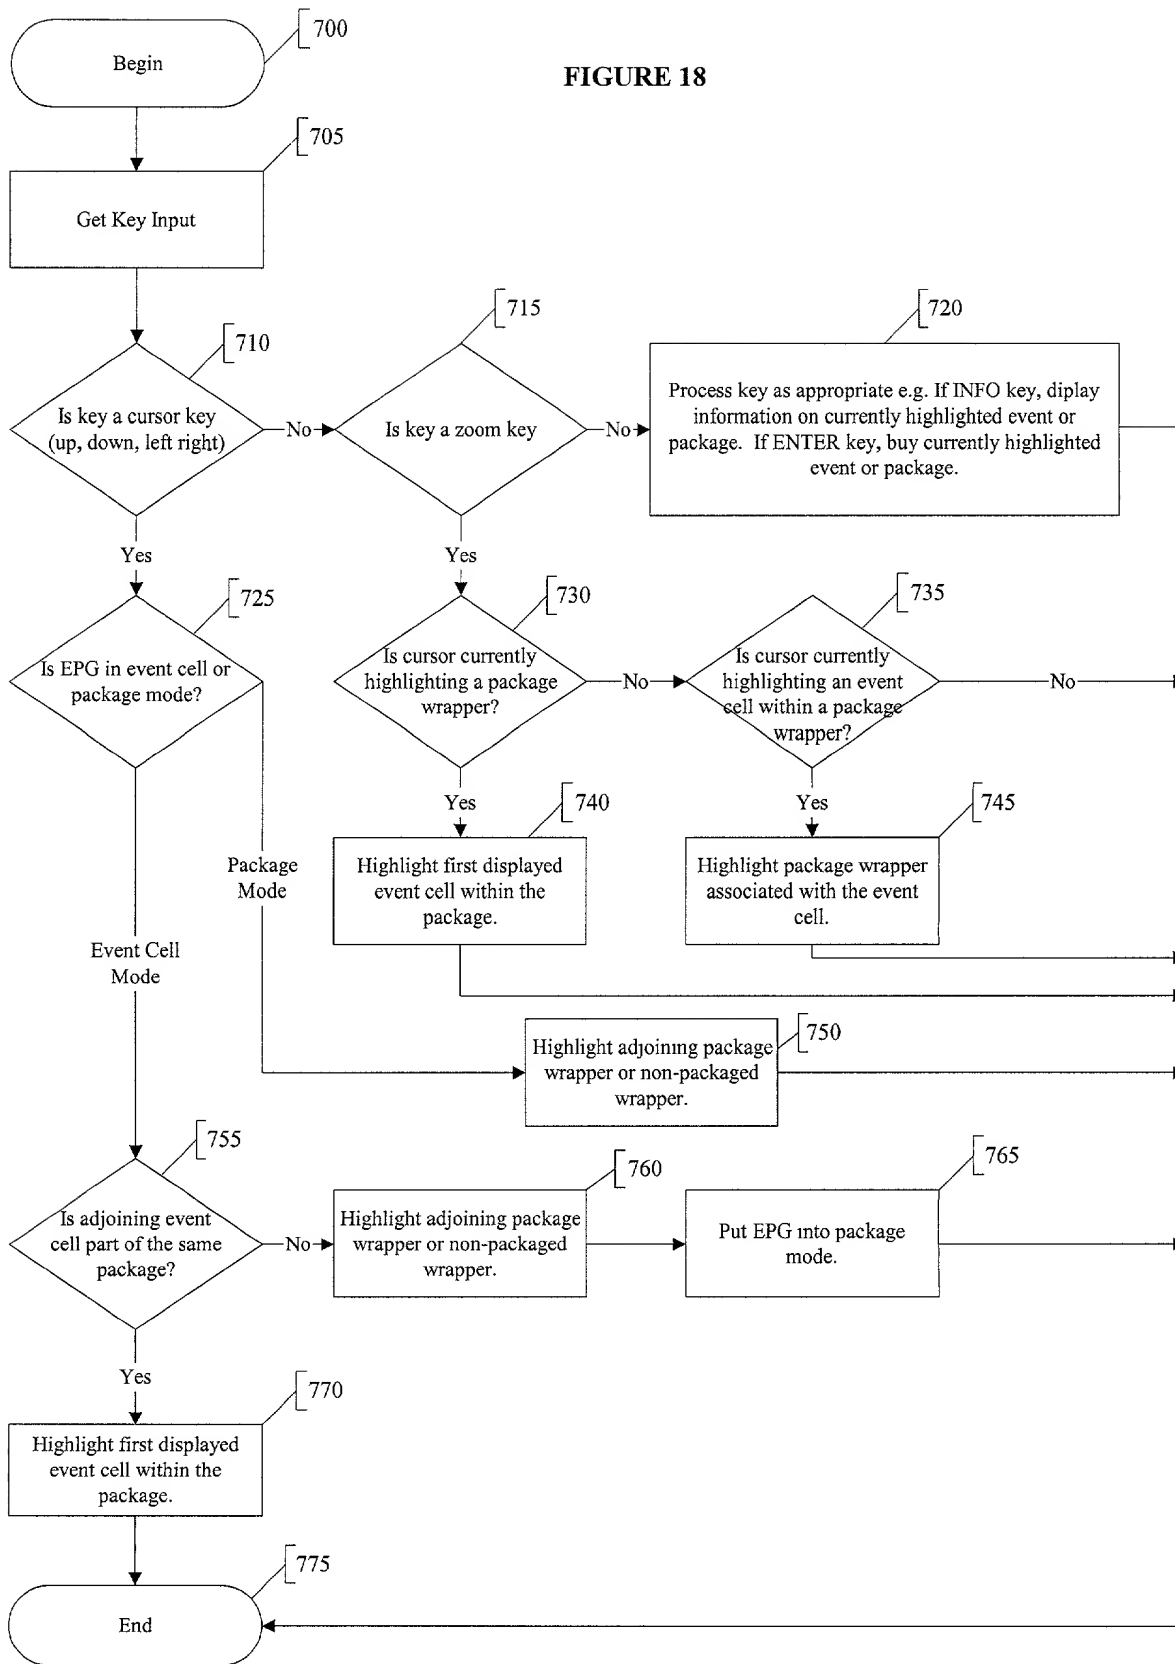 700
Begin
FIGURE 18
705
Get Key Input
710
Is key a cursor key
(up, down, left right)
No
715
Is key a zoom key
No
720
Process key as appropriate e.g. If INFO key, diplay
information on currently highlighted event or
package. If ENTER key, buy currently highlighted
event or package.
Yes
Yes
725
Is EPG in event cell or
package mode?
730
Is cursor currently
highlighting a package
wrapper?
No
735
Is cursor currently
highlighting an event
cell within a package
wrapper?
No
Yes
Yes
740
Highlight first displayed
event cell within the
package.
745
Highlight package wrapper
associated with the event
cell.
Package
Mode
Event Cell
Mode
750
Highlight adjoining package
wrapper or non-packaged
wrapper.
755
Is adjoining event
cell part of the same
package?
No
760
Highlight adjoining package
wrapper or non-packaged
wrapper.
765
Put EPG into package
mode.
Yes
770
Highlight first displayed
event cell within the
package.
775
End